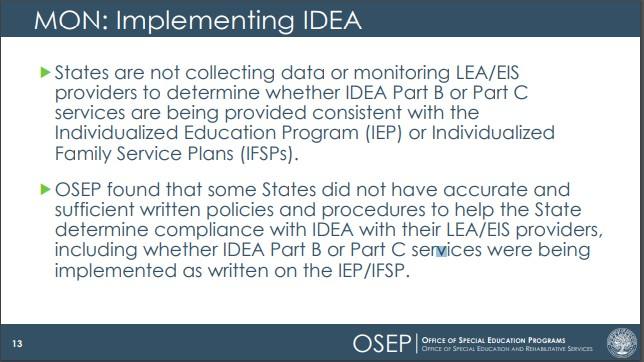 MON: Implementing IDEA
States are not collecting data or monitoring LEA/EIS
providers to determine whether IDEA Part B or Part C
services are being provided consistent with the
Individualized Education Program (IEP) or Individualized
Family Service Plans (IFSPs).
OSEP found that some States did not have accurate and
sufficient written policies and procedures to help the State
determine compliance with IDEA with their LEA/EIS providers,
including whether IDEA Part B or Part C services were being
implemented as written on the IEP/IFSP.
13
OSEP
OFFICE OF SPECIAL EDUCATION PROGRAMS
OFFICE OF SPECIAL EDUCATION AND REHABILITATIVE SERVICES